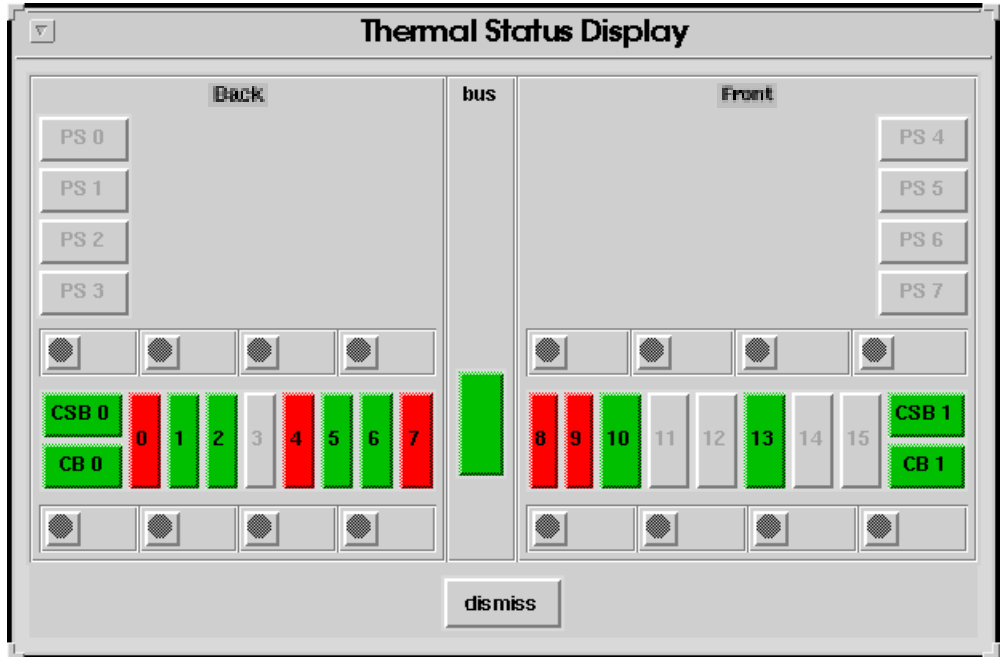 Thermal Status Display
Back
bus
Front
PS 0
PS 4
PS 1
PS 5
PS 2
PS 6
PS 3
PS 7
CSB 0
CB 0
0 1 2 3 4 5 6 7
8 9 10 11 12 13 14 15
CSB 1
CB 1
dismiss